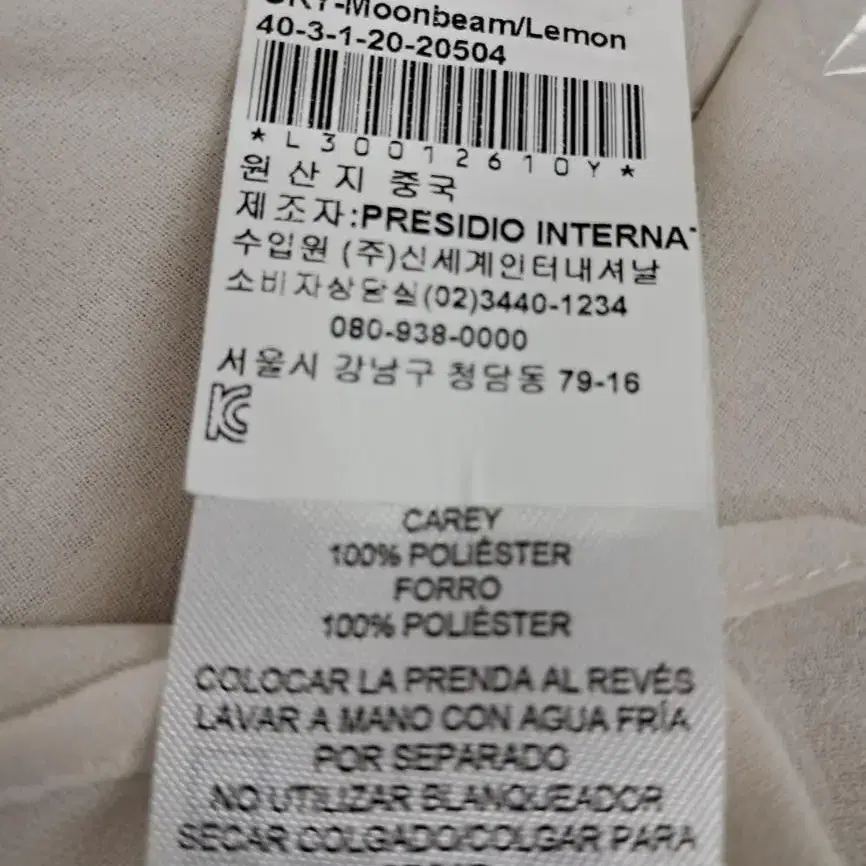 -Moonbeam/Lemon
40-3-1-20-20504
*L30012610Y*
원산지 중국
제조자:PRESIDIO INTERNA
수입원 (주)신세계인터내셔날
소비자상담실(02)3440-1234
080-938-0000
서울시 강남구 청담동 79-16
KC
CAREY
100% POLIÉSTER
FORRO
100% POLIÉSTER
COLOCAR LA PRENDA AL REVÉS
LAVAR A MANO CON AGUA FRÍA
POR SEPARADO
NO UTILIZAR BLANQUEADOR
SECAR COLGADO/COLGAR PARA